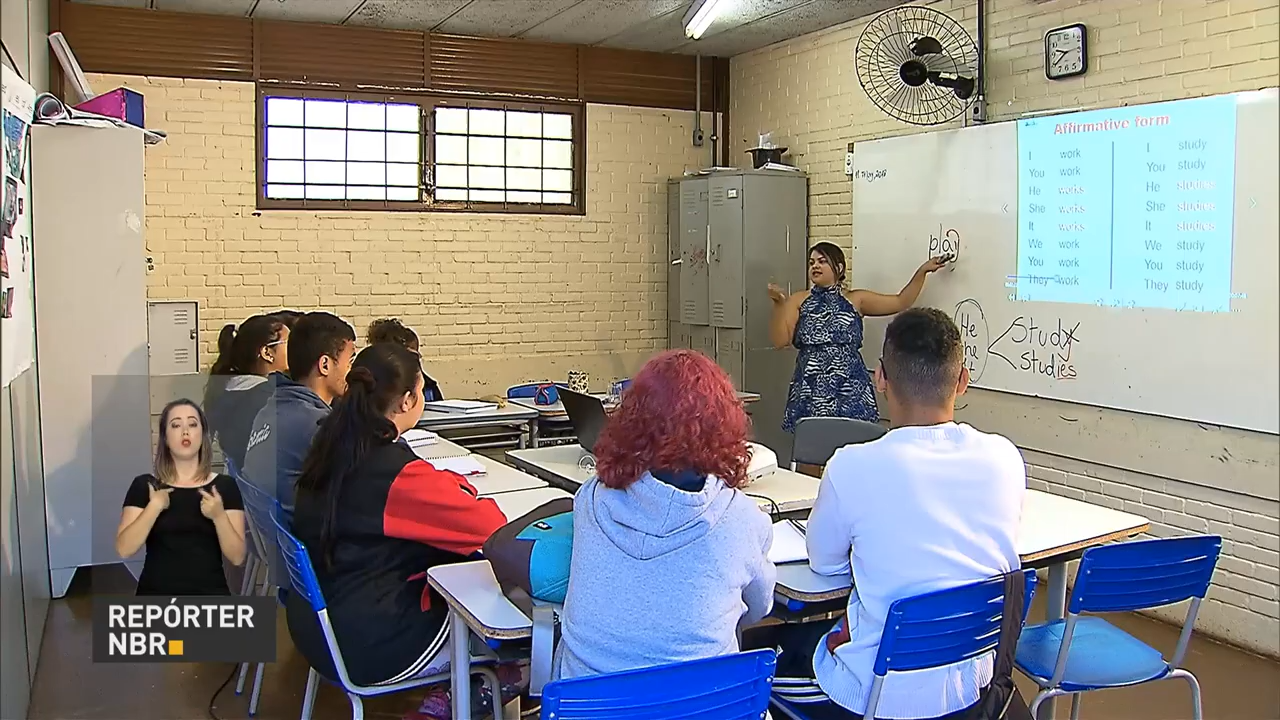 Affirmative form
I work
You work
He works
She works
It works
We work
You work
They work
I study
You study
He studies
She studies
It studies
We study
You study
They study
play
He
Study
Studies
REPÓRTER
NBR